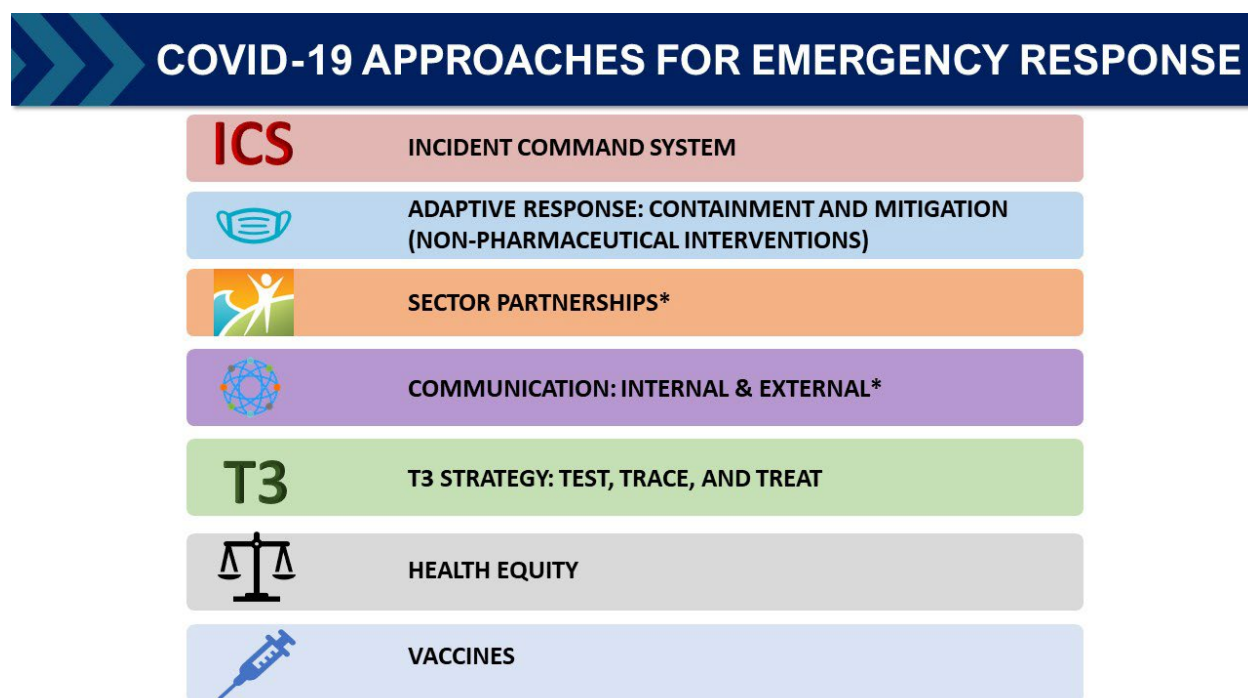 COVID-19 APPROACHES FOR EMERGENCY RESPONSE
ICS
INCIDENT COMMAND SYSTEM
ADAPTIVE RESPONSE: CONTAINMENT AND MITIGATION
(NON-PHARMACEUTICAL INTERVENTIONS)
SECTOR PARTNERSHIPS*
COMMUNICATION: INTERNAL & EXTERNAL*
T3
T3 STRATEGY: TEST, TRACE, AND TREAT
HEALTH EQUITY
VACCINES